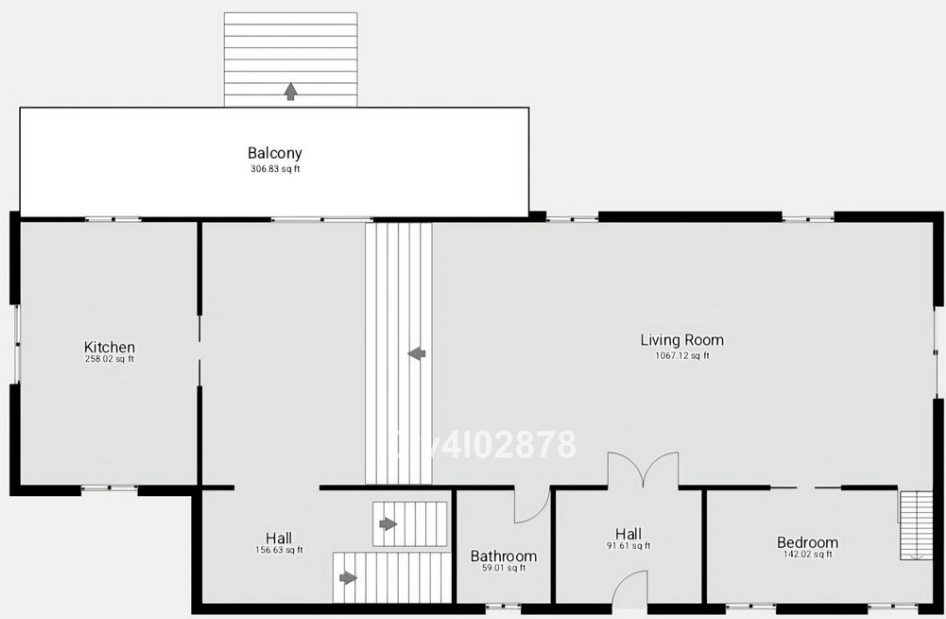 Balcony
306.83 sq ft
Kitchen
258.02 sq ft
Living Room
1067.12 sq ft
Hall
156.63 sq ft
Bathroom
59.01 sq ft
Hall
91.61 sq ft
Bedroom
142.02 sq ft